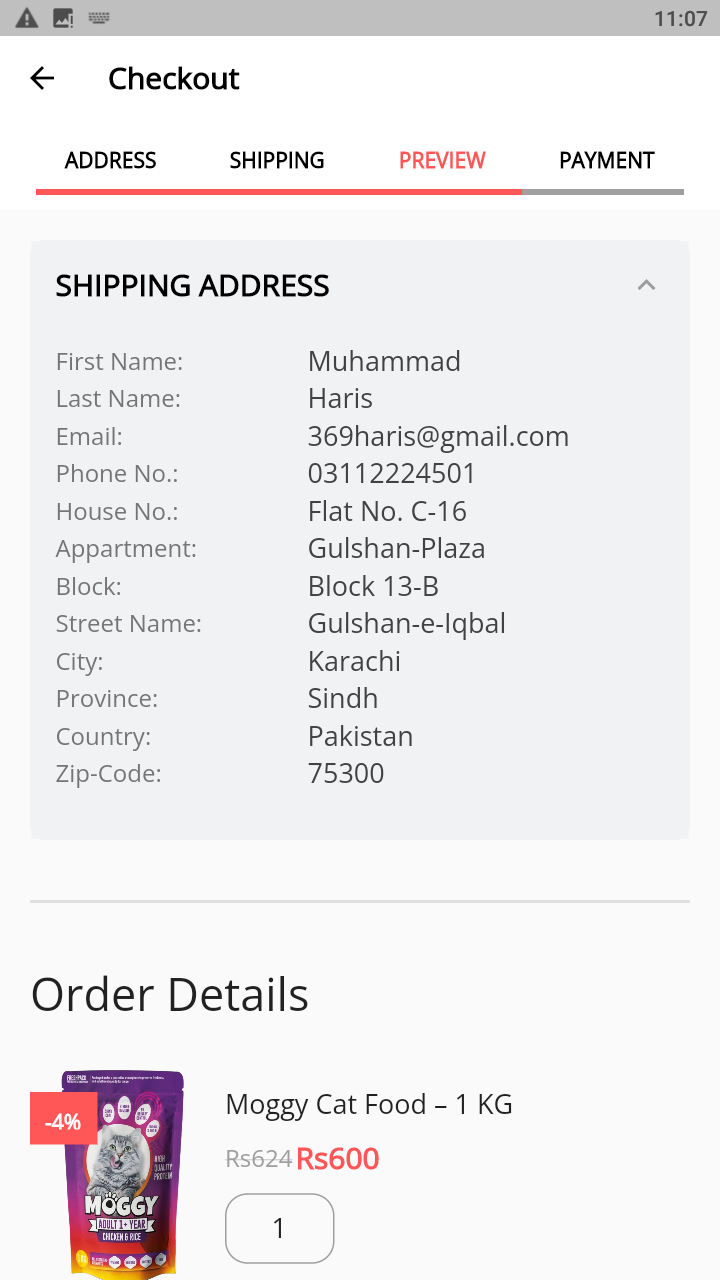 11:07
Checkout
ADDRESS SHIPPING PREVIEW PAYMENT
SHIPPING ADDRESS
First Name: Muhammad
Last Name: Haris
Email: 369haris@gmail.com
Phone No.: 03112224501
House No.: Flat No. C-16
Appartment: Gulshan-Plaza
Block: Block 13-B
Street Name: Gulshan-e-Iqbal
City: Karachi
Province: Sindh
Country: Pakistan
Zip-Code: 75300
Order Details
-4%
HIGH
QUALITY
PROTEIN
MOGGY
ADULT 1+ YEAR
CHICKEN & RICE
Moggy Cat Food – 1 KG
Rs624 Rs600
1